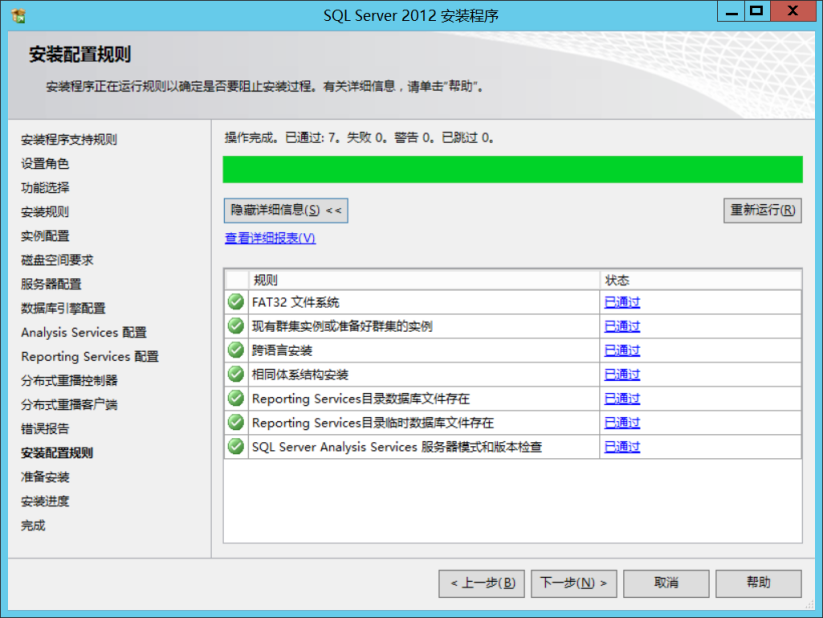 SQL Server 2012 安装程序
安装配置规则
安装程序正在运行规则以确定是否要阻止安装过程。有关详细信息，请单击“帮助”。
安装程序支持规则
设置角色
功能选择
安装规则
实例配置
磁盘空间要求
服务器配置
数据库引擎配置
Analysis Services 配置
Reporting Services 配置
分布式重播控制器
分布式重播客户端
错误报告
安装配置规则
准备安装
安装进度
完成
操作完成。已通过: 7。失败 0。警告 0。已跳过 0。
隐藏详细信息(S) <<
重新运行(R)
查看详细报表(V)
规则 状态
FAT32 文件系统 已通过
现有群集实例或准备好群集的实例 已通过
跨语言安装 已通过
相同体系结构安装 已通过
Reporting Services目录数据库文件存在 已通过
Reporting Services目录临时数据库文件存在 已通过
SQL Server Analysis Services 服务器模式和版本检查 已通过
< 上一步(B) 下一步(N) > 取消 帮助